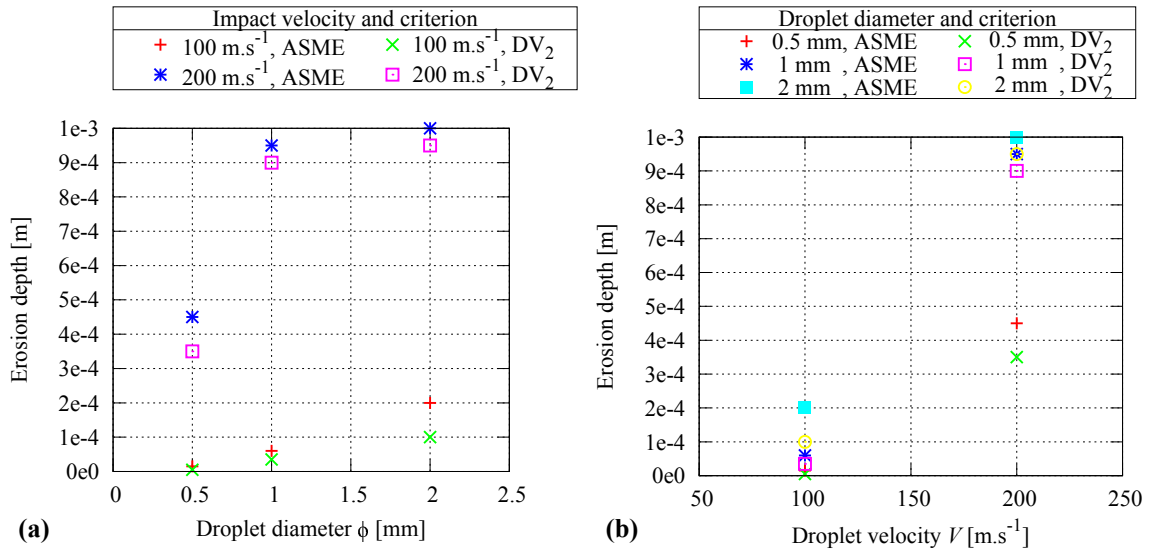 Impact velocity and criterion
100 m.s⁻¹, ASME 100 m.s⁻¹, DV₂
200 m.s⁻¹, ASME 200 m.s⁻¹, DV₂
1e-3
9e-4
8e-4
7e-4
6e-4
5e-4
4e-4
3e-4
2e-4
1e-4
0e0
Erosion depth [m]
0 0.5 1 1.5 2 2.5
(a) Droplet diameter ϕ [mm]
Droplet diameter and criterion
0.5 mm, ASME 0.5 mm, DV₂
1 mm , ASME 1 mm , DV₂
2 mm , ASME 2 mm , DV₂
1e-3
9e-4
8e-4
7e-4
6e-4
5e-4
4e-4
3e-4
2e-4
1e-4
0e0
Erosion depth [m]
50 100 150 200 250
(b) Droplet velocity V [m.s⁻¹]